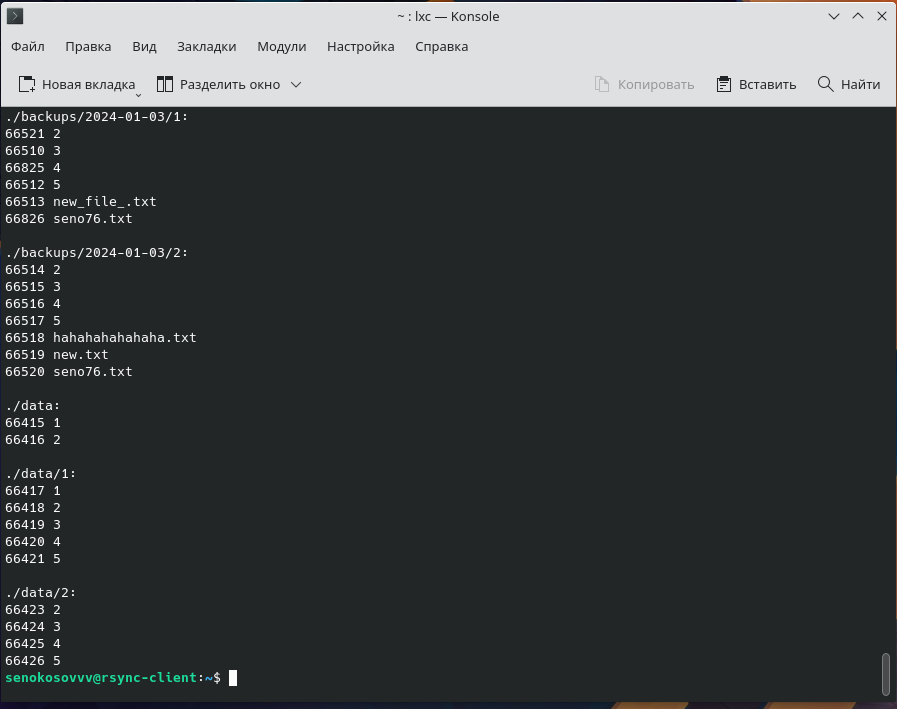 ~ : lxc — Konsole
Файл Правка Вид Закладки Модули Настройка Справка
Новая вкладка Разделить окно Копировать Вставить Найти
./backups/2024-01-03/1:
66521 2
66510 3
66825 4
66512 5
66513 new_file_.txt
66826 seno76.txt
./backups/2024-01-03/2:
66514 2
66515 3
66516 4
66517 5
66518 hahahahahahaha.txt
66519 new.txt
66520 seno76.txt
./data:
66415 1
66416 2
./data/1:
66417 1
66418 2
66419 3
66420 4
66421 5
./data/2:
66423 2
66424 3
66425 4
66426 5
senokosovvv@rsync-client:~$